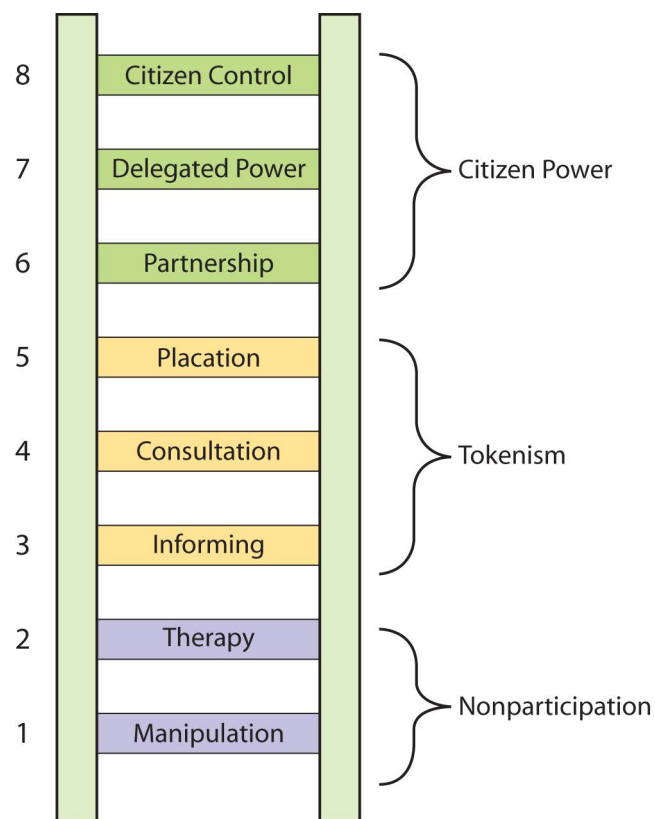 8 Citizen Control
7 Delegated Power
Citizen Power
6 Partnership
5 Placation
4 Consultation
Tokenism
3 Informing
2 Therapy
Nonparticipation
1 Manipulation